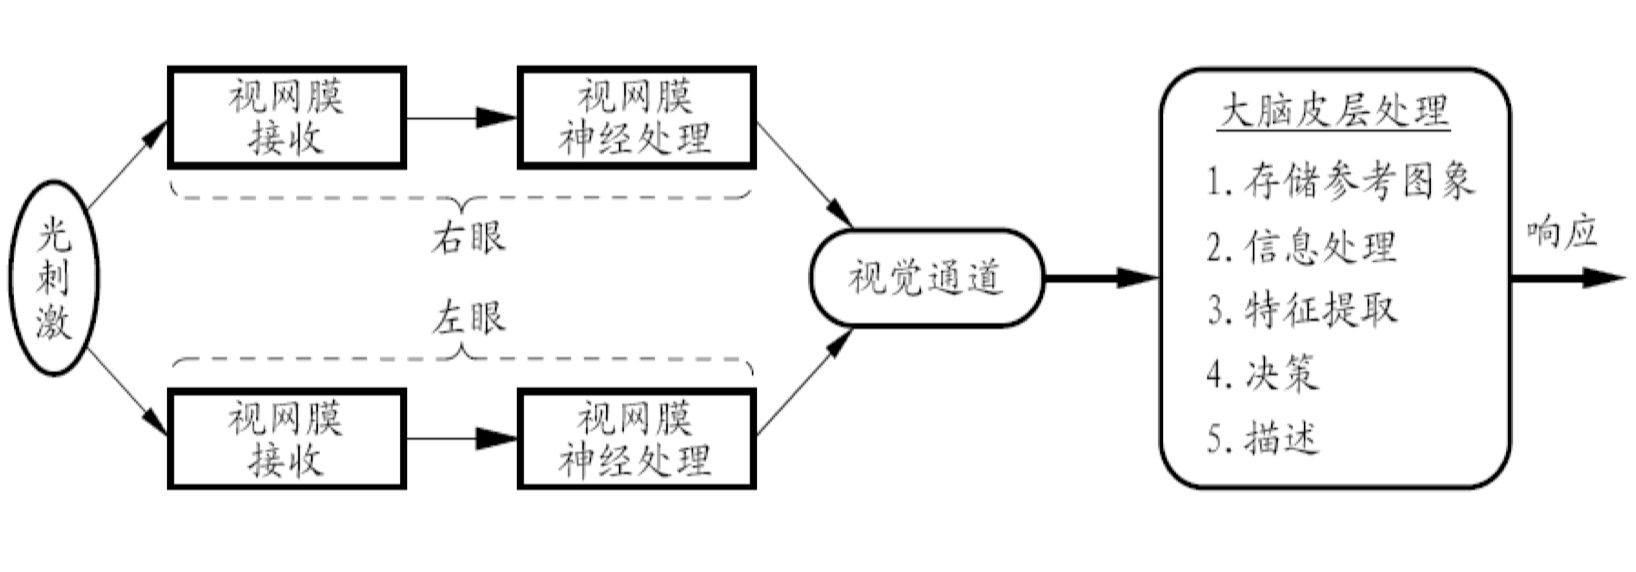 光
刺
激
视网膜
接收
视网膜
神经处理
右眼
左眼
视网膜
接收
视网膜
神经处理
视觉通道
大脑皮层处理
1.存储参考图象
2.信息处理
3.特征提取
4.决策
5.描述
响应